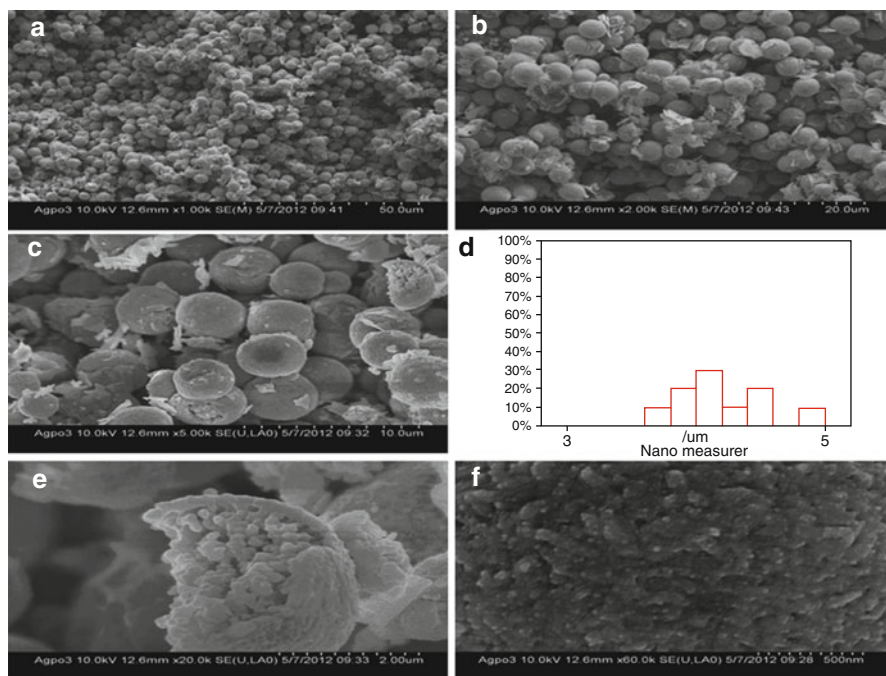 a
Agpo3 10.0kV 12.6mm x1.00k SE(M) 5/7/2012 09:41 50.0um
b
Agpo3 10.0kV 12.6mm x2.00k SE(M) 5/7/2012 09:43 20.0um
c
Agpo3 10.0kV 12.6mm x5.00k SE(U,LA0) 5/7/2012 09:32 10.0um
d
100%
90%
80%
70%
60%
50%
40%
30%
20%
10%
0%
3 /um 5
Nano measurer
e
Agpo3 10.0kV 12.6mm x20.0k SE(U,LA0) 5/7/2012 09:33 2.00um
f
Agpo3 10.0kV 12.6mm x60.0k SE(U,LA0) 5/7/2012 09:28 500nm